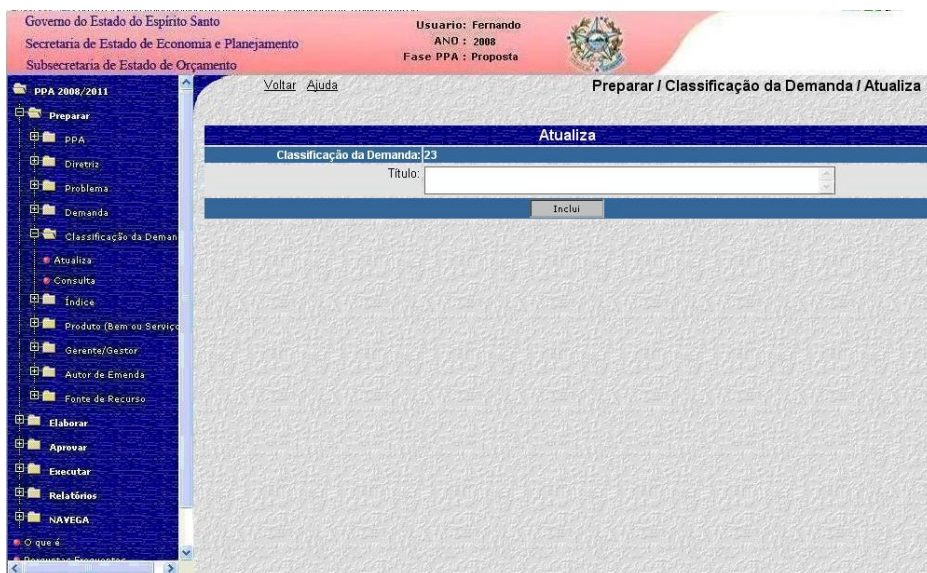 Governo do Estado do Espírito Santo
Secretaria de Estado de Economia e Planejamento
Subsecretaria de Estado de Orçamento
Usuario: Fernando
ANO : 2008
Fase PPA : Proposta
PPA 2008/2011
Preparar
PPA
Diretriz
Problema
Demanda
Classificação da Deman
Atualiza
Consulta
Índice
Produto (Bem ou Serviço
Gerente/Gestor
Autor de Emenda
Fonte de Recurso
Elaborar
Aprovar
Executar
Relatórios
NAVEGA
O que é
Perguntas Frequentes
Voltar Ajuda
Preparar / Classificação da Demanda / Atualiza
Atualiza
Classificação da Demanda: 23
Título:
Inclui